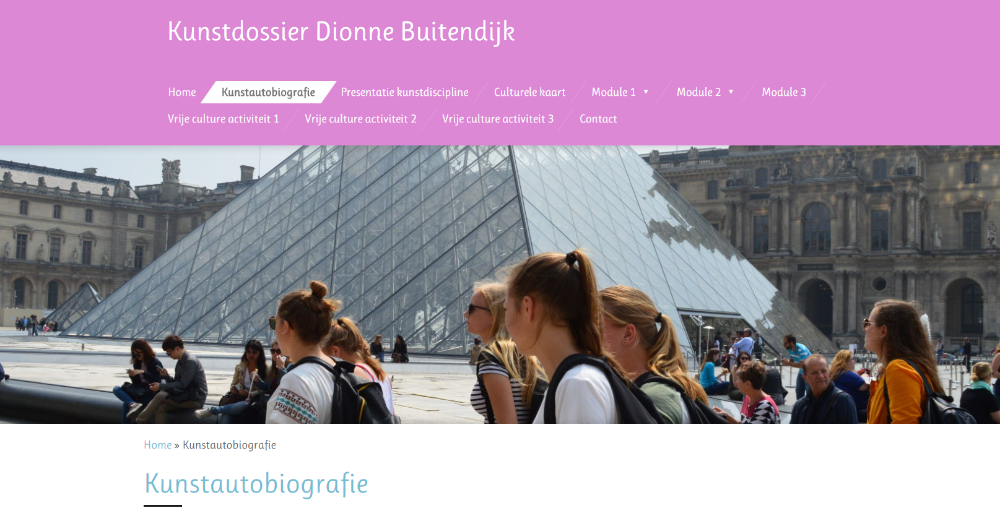 Kunstdossier Dionne Buitendijk
Home Kunstautobiografie Presentatie kunstdiscipline Culturele kaart Module 1 ▼ Module 2 ▼ Module 3
Vrije culture activiteit 1 Vrije culture activiteit 2 Vrije culture activiteit 3 Contact
Home » Kunstautobiografie
Kunstautobiografie